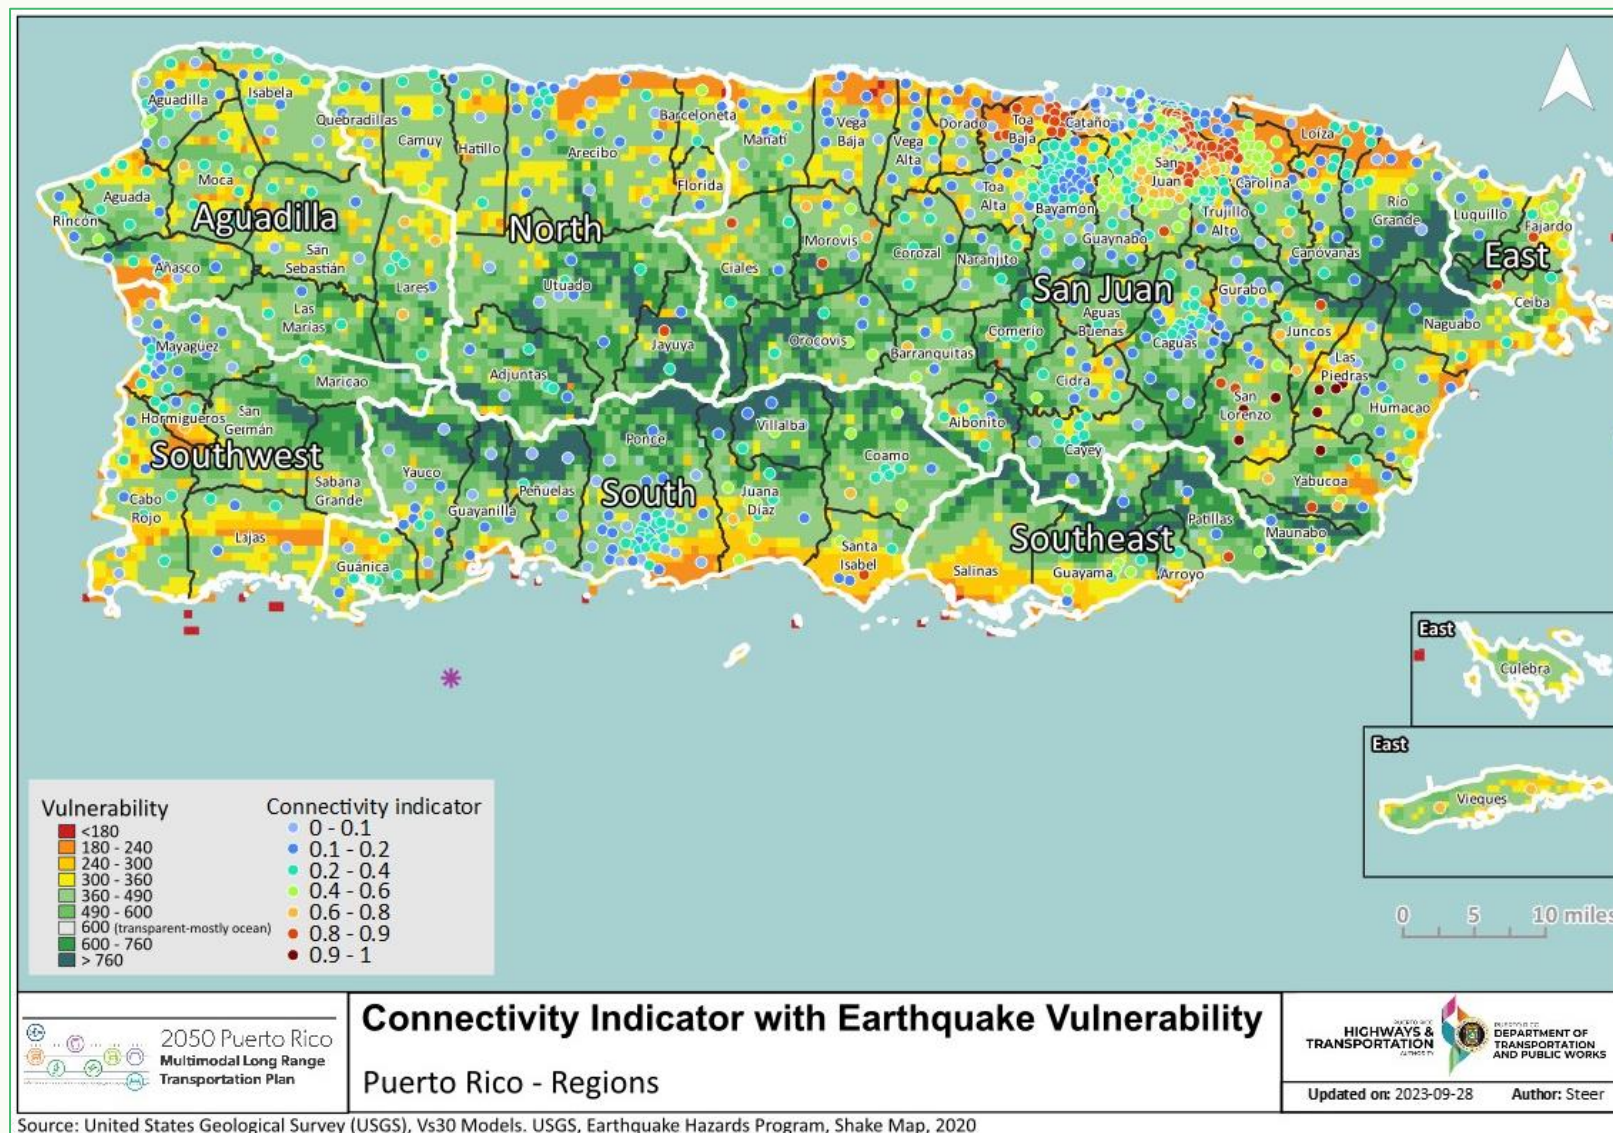 Aguadilla
Isabela
Quebradillas
Camuy
Hatillo
Arecibo
Barceloneta
Manatí
Vega
Baja
Vega
Alta
Dorado
Toa
Baja
Cataño
Loíza
San
Juan
Carolina
Florida
Moca
Aguada
Rincón
Aguadilla
North
Toa
Alta
Bayamón
Trujillo
Alto
Río
Grande
Luquillo
Fajardo
Guaynabo
Canóvanas
East
Ceiba
San
Sebastián
Añasco
Lares
Utuado
Ciales
Morovis
Corozal
Naranjito
San Juan
Gurabo
Las
Marías
Aguas
Buenas
Comerío
Caguas
Juncos
Naguabo
Mayagüez
Jayuya
Orocovis
Barranquitas
Las
Piedras
Maricao
Adjuntas
Cidra
San
Lorenzo
Humacao
Hormigueros
San
Germán
Southwest
Ponce
Villalba
Aibonito
Cayey
Coamo
Sabana
Grande
Yauco
Peñuelas
South
Juana
Díaz
Yabucoa
Cabo
Rojo
Guayanilla
Patillas
Maunabo
Lajas
Southeast
Guánica
Santa
Isabel
Salinas
Guayama
Arroyo
East
Culebra
East
Vieques
0 5 10 miles
Vulnerability
<180
180 - 240
240 - 300
300 - 360
360 - 490
490 - 600
600 (transparent-mostly ocean)
600 - 760
> 760
Connectivity indicator
0 - 0.1
0.1 - 0.2
0.2 - 0.4
0.4 - 0.6
0.6 - 0.8
0.8 - 0.9
0.9 - 1
2050 Puerto Rico
Multimodal Long Range
Transportation Plan
Connectivity Indicator with Earthquake Vulnerability
Puerto Rico - Regions
PUERTO RICO
HIGHWAYS &
TRANSPORTATION
AUTHORITY
PUERTO RICO
DEPARTMENT OF
TRANSPORTATION
AND PUBLIC WORKS
Updated on: 2023-09-28 Author: Steer
Source: United States Geological Survey (USGS), Vs30 Models. USGS, Earthquake Hazards Program, Shake Map, 2020